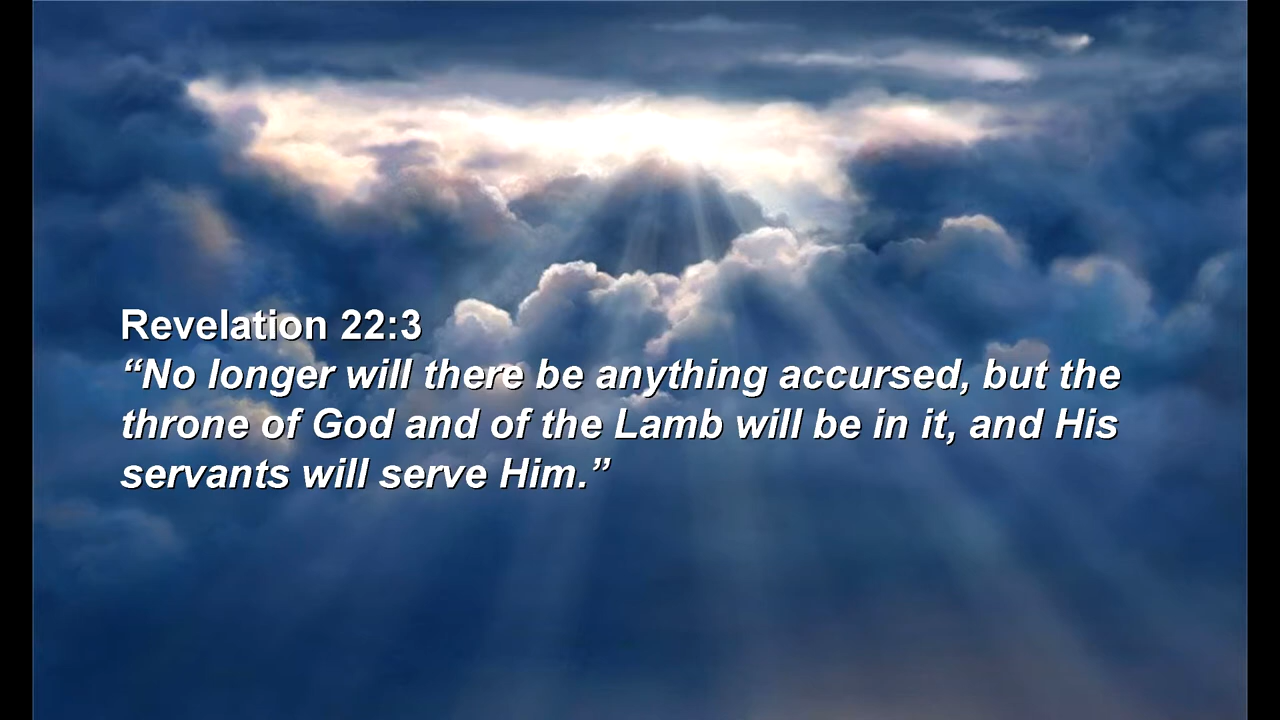 Revelation 22:3
“No longer will there be anything accursed, but the
throne of God and of the Lamb will be in it, and His
servants will serve Him.”